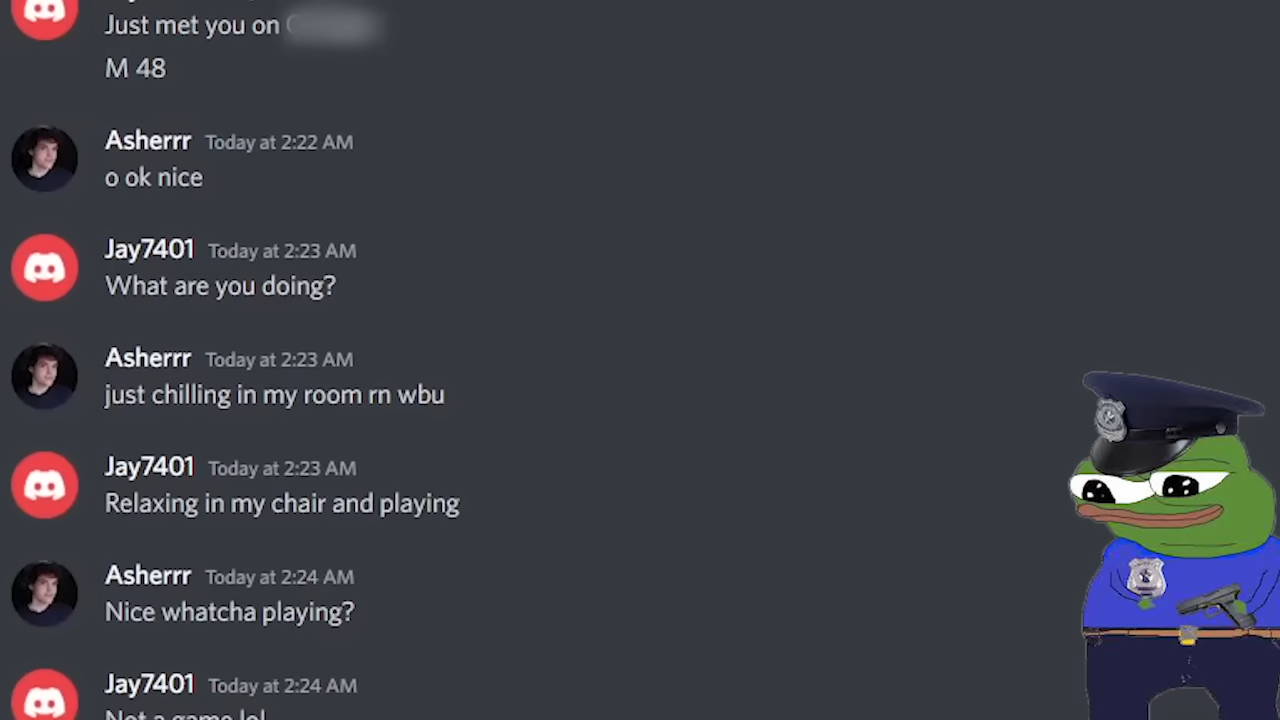 Just met you on
M 48
Asherrr Today at 2:22 AM
o ok nice
Jay7401 Today at 2:23 AM
What are you doing?
Asherrr Today at 2:23 AM
just chilling in my room rn wbu
Jay7401 Today at 2:23 AM
Relaxing in my chair and playing
Asherrr Today at 2:24 AM
Nice whatcha playing?
Jay7401 Today at 2:24 AM
Not a game lol